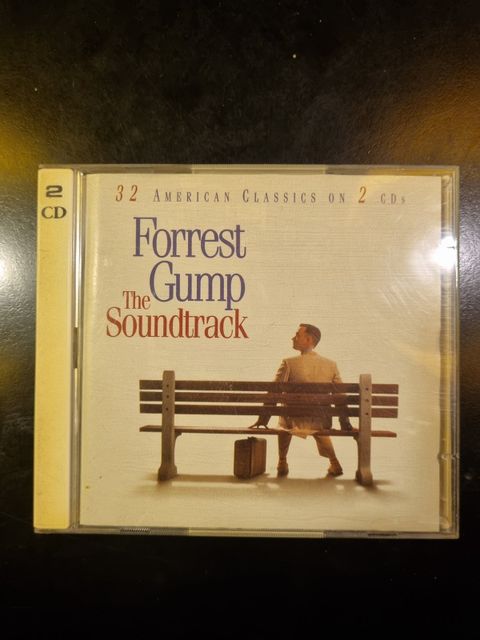 2
CD
32 AMERICAN CLASSICS ON 2 CDs
Forrest
Gump
The
Soundtrack